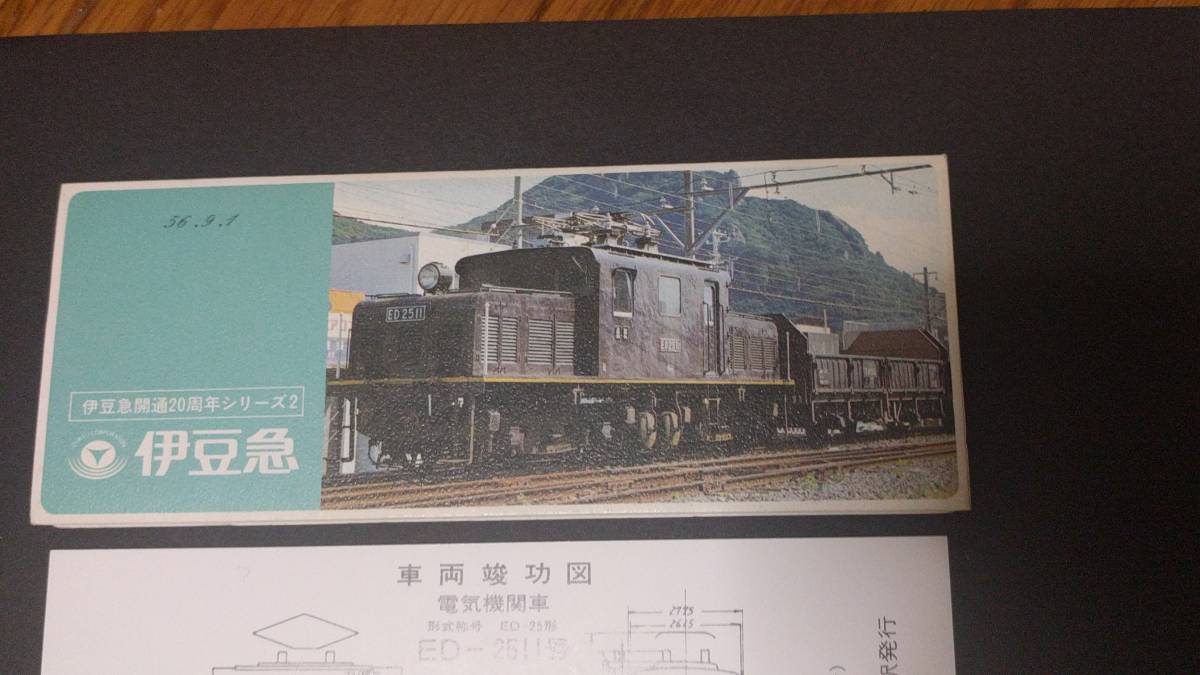 56.9.1
伊豆急開通20周年シリーズ2
伊豆急
ED2511
車両竣功図
電気機関車
形式称号 ED-25形
ED-2511号
2725
2615
駅発行